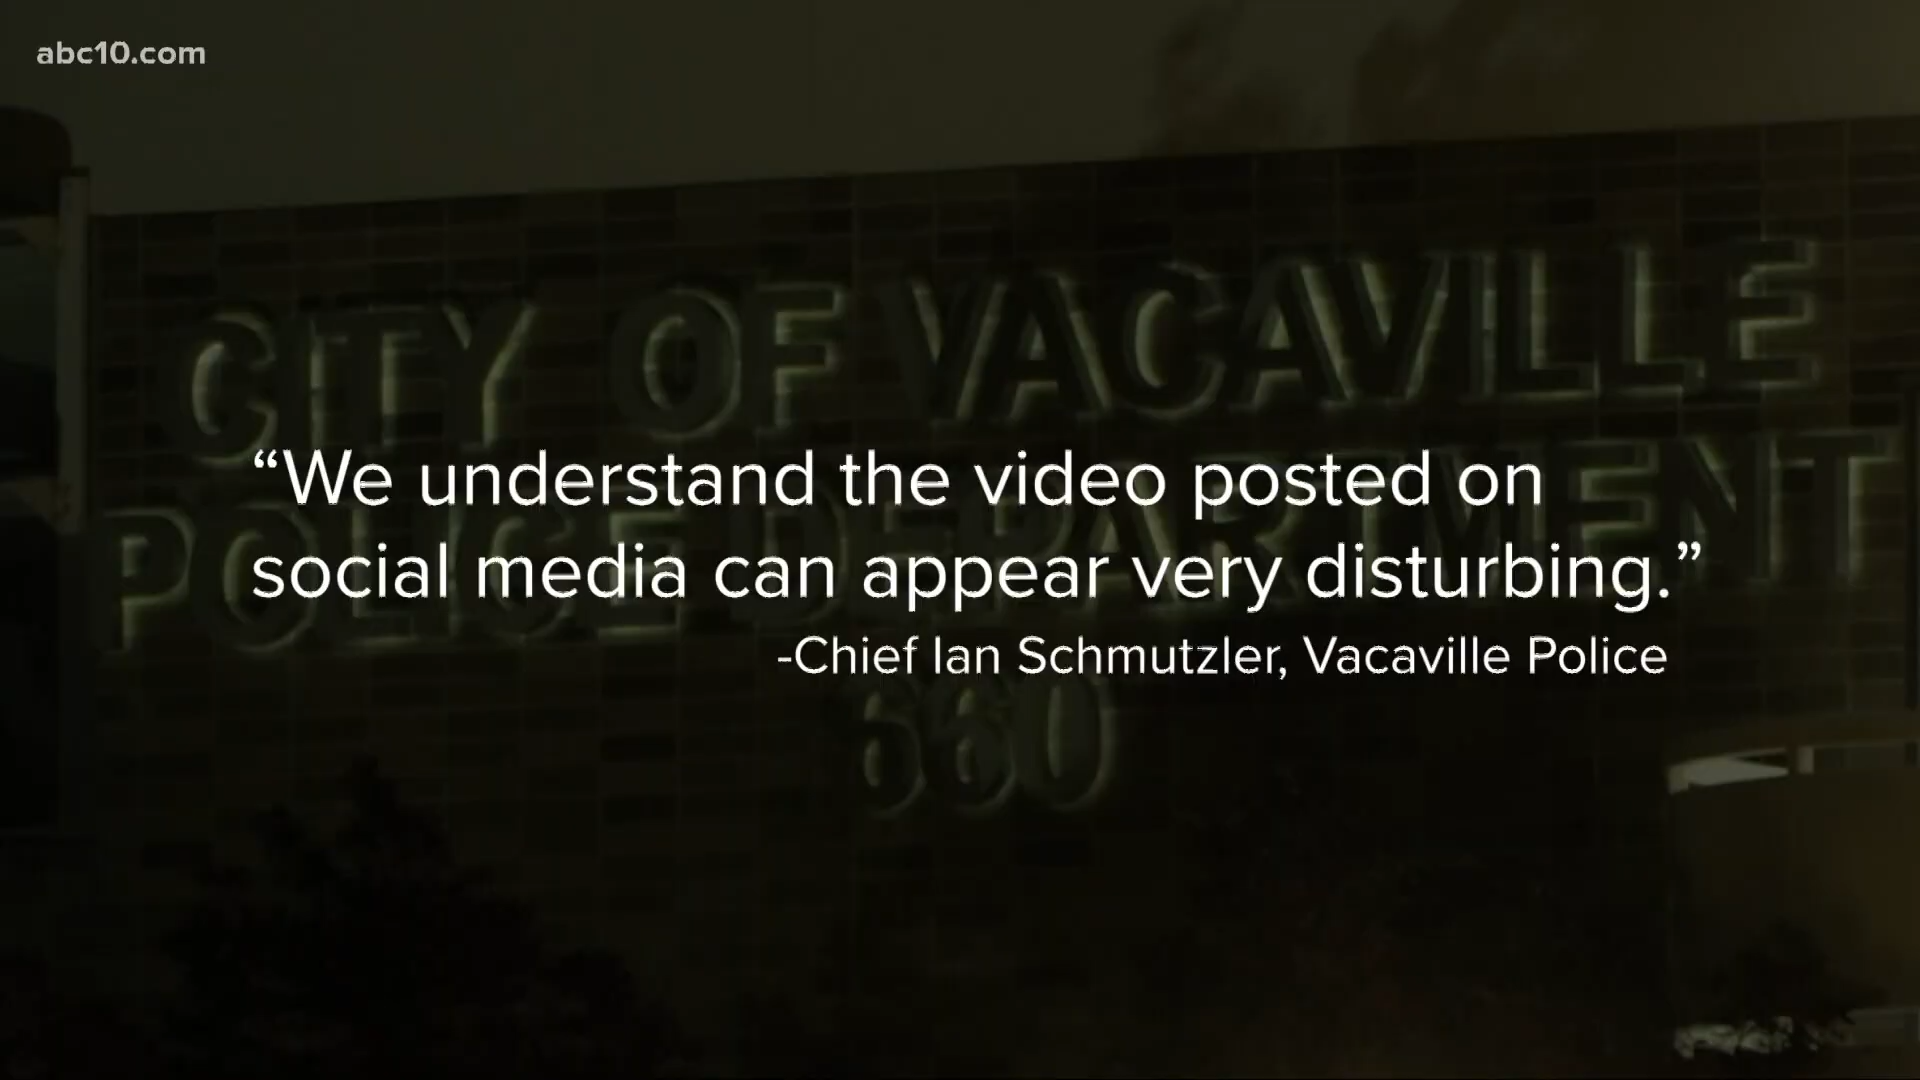 abc10.com
CITY OF VACAVILLE
POLICE DEPARTMENT
660
“We understand the video posted on
social media can appear very disturbing.”
-Chief Ian Schmutzler, Vacaville Police